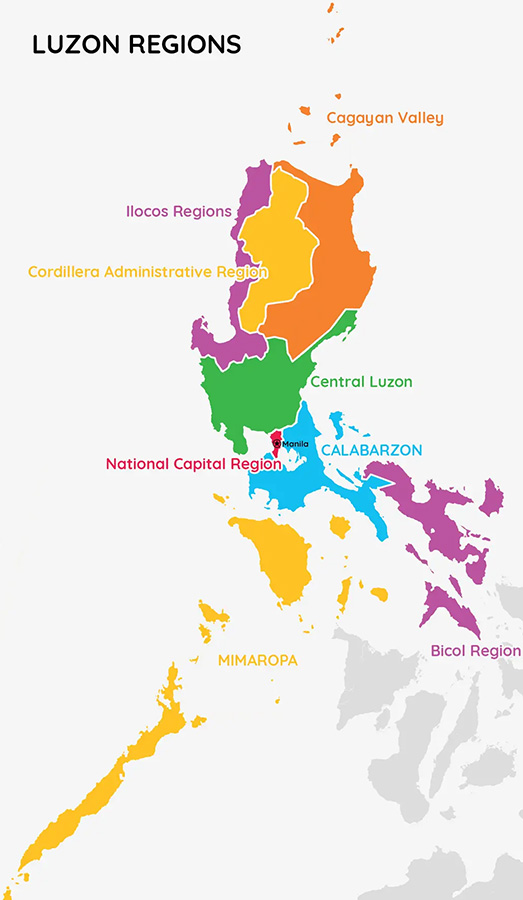 LUZON REGIONS
Cagayan Valley
Ilocos Regions
Cordillera Administrative Region
Central Luzon
Manila
CALABARZON
National Capital Region
Bicol Region
MIMAROPA